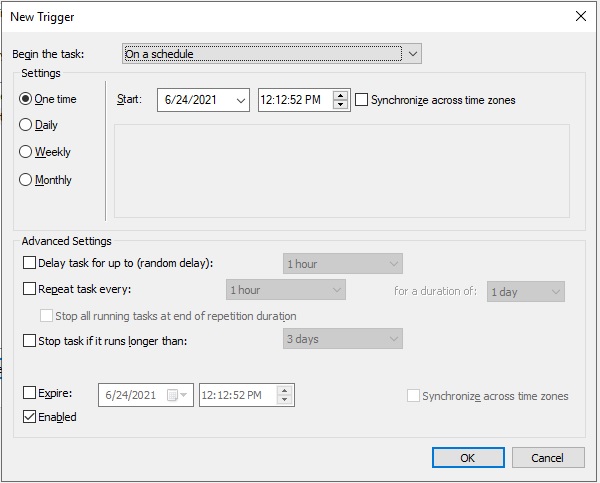 New Trigger
Begin the task: On a schedule
Settings
One time
Start: 6/24/2021 12:12:52 PM Synchronize across time zones
Daily
Weekly
Monthly
Advanced Settings
Delay task for up to (random delay): 1 hour
Repeat task every: 1 hour for a duration of: 1 day
Stop all running tasks at end of repetition duration
Stop task if it runs longer than: 3 days
Expire: 6/24/2021 12:12:52 PM Synchronize across time zones
Enabled
OK Cancel